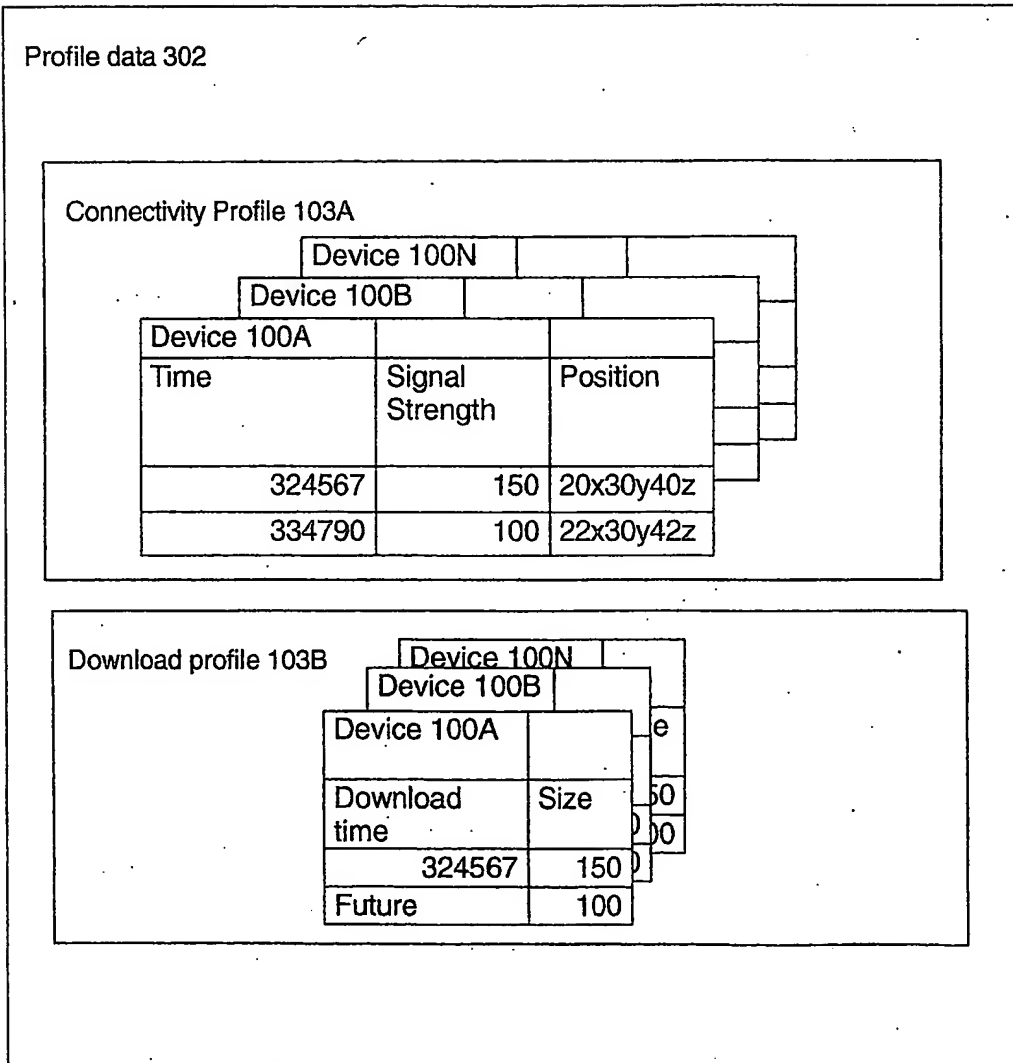 Profile data 302
Connectivity Profile 103A
Device 100N
Device 100B
Device 100A
Time Signal Strength Position
324567 150 20x30y40z
334790 100 22x30y42z
Download profile 103B
Device 100N
Device 100B
Device 100A
Download time Size
324567 150
Future 100
e
50
00